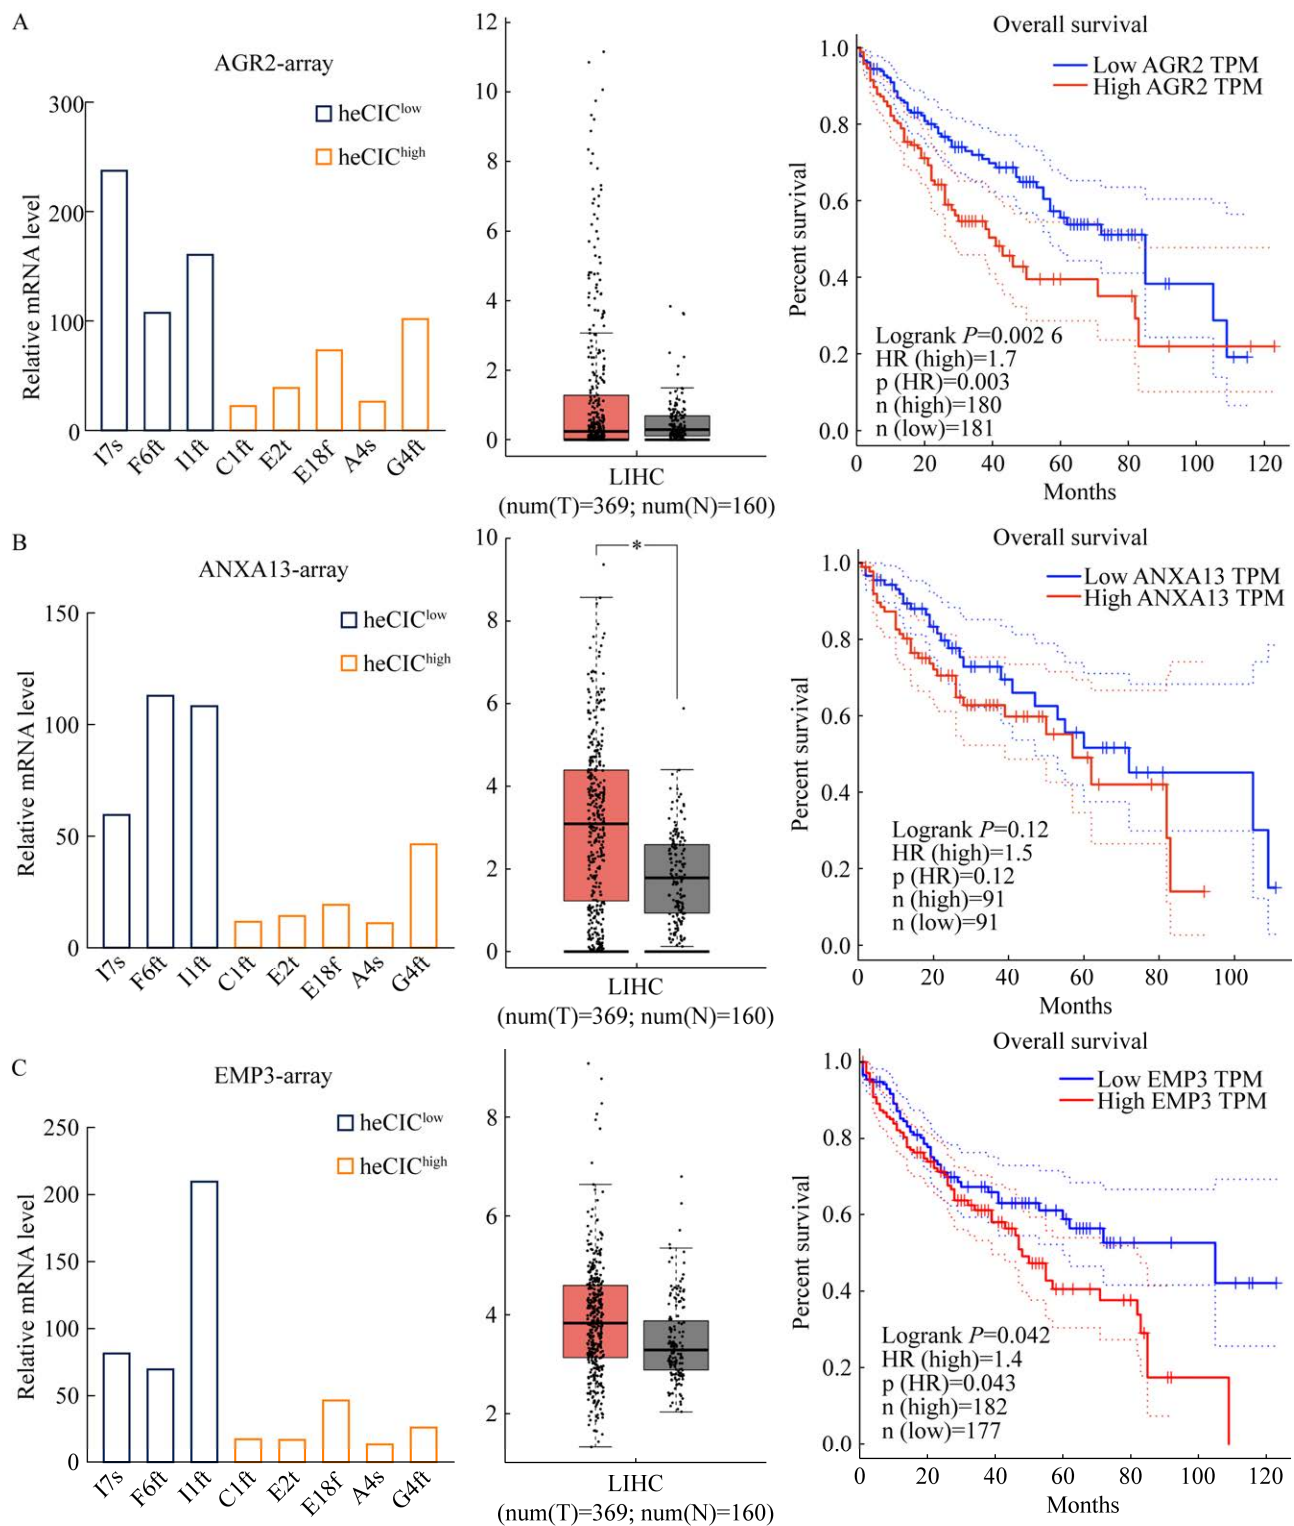 A
AGR2-array
heCIClow
heCIChigh
Relative mRNA level
300
200
100
0
I7s
F6ft
I1ft
C1ft
E2t
E18f
A4s
G4ft
12
10
8
6
4
2
0
LIHC
(num(T)=369; num(N)=160)
Overall survival
Low AGR2 TPM
High AGR2 TPM
Percent survival
1.0
0.8
0.6
0.4
0.2
0.0
Logrank P=0.002 6
HR (high)=1.7
p (HR)=0.003
n (high)=180
n (low)=181
0 20 40 60 80 100 120
Months
B
ANXA13-array
heCIClow
heCIChigh
Relative mRNA level
150
100
50
0
I7s
F6ft
I1ft
C1ft
E2t
E18f
A4s
G4ft
10
8
6
4
2
0
*
LIHC
(num(T)=369; num(N)=160)
Overall survival
Low ANXA13 TPM
High ANXA13 TPM
Percent survival
1.0
0.8
0.6
0.4
0.2
0.0
Logrank P=0.12
HR (high)=1.5
p (HR)=0.12
n (high)=91
n (low)=91
0 20 40 60 80 100
Months
C
EMP3-array
heCIClow
heCIChigh
Relative mRNA level
250
200
150
100
50
0
I7s
F6ft
I1ft
C1ft
E2t
E18f
A4s
G4ft
8
6
4
2
LIHC
(num(T)=369; num(N)=160)
Overall survival
Low EMP3 TPM
High EMP3 TPM
Percent survival
1.0
0.8
0.6
0.4
0.2
0.0
Logrank P=0.042
HR (high)=1.4
p (HR)=0.043
n (high)=182
n (low)=177
0 20 40 60 80 100 120
Months